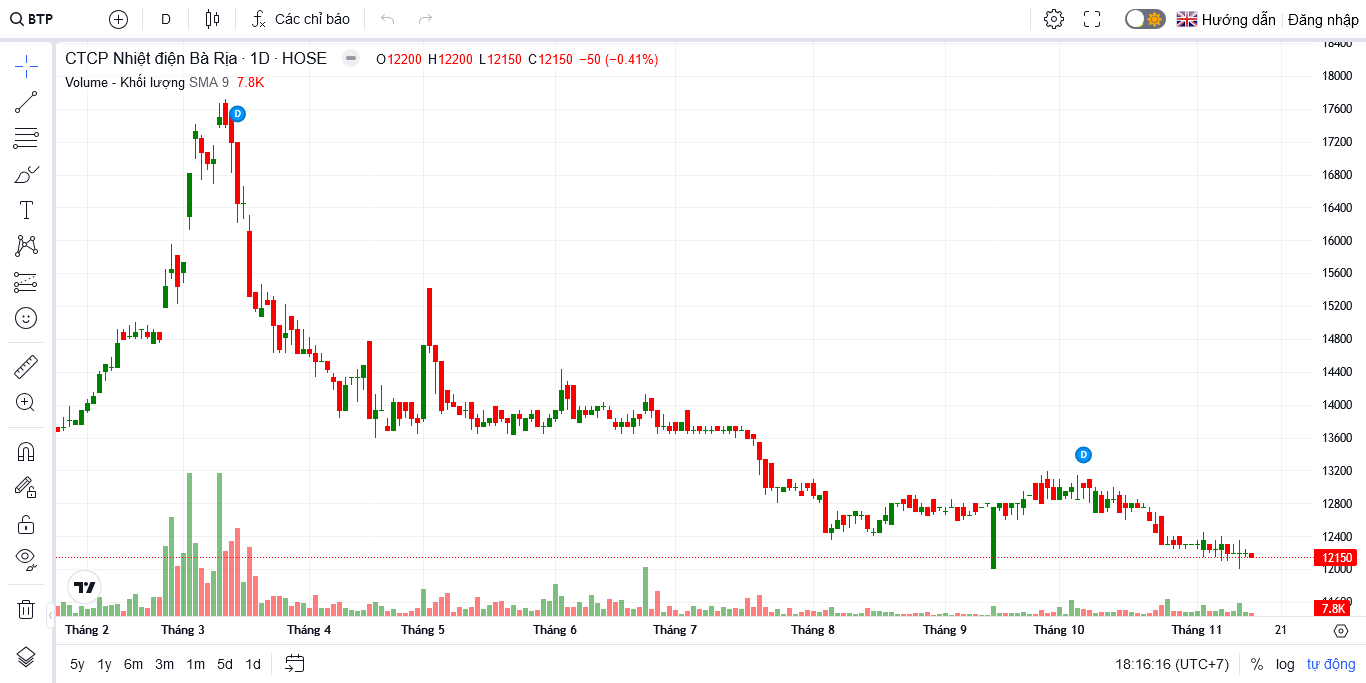 BTP D Các chỉ báo Hướng dẫn Đăng nhập
CTCP Nhiệt điện Bà Rịa · 1D · HOSE O12200 H12200 L12150 C12150 −50 (−0.41%)
Volume - Khối lượng SMA 9 7.8K
D
D
18400
18000
17600
17200
16800
16400
16000
15600
15200
14800
14400
14000
13600
13200
12800
12400
12150
12000
11600
7.8K
Tháng 2 Tháng 3 Tháng 4 Tháng 5 Tháng 6 Tháng 7 Tháng 8 Tháng 9 Tháng 10 Tháng 11 21
5y 1y 6m 3m 1m 5d 1d 18:16:16 (UTC+7) % log tự động